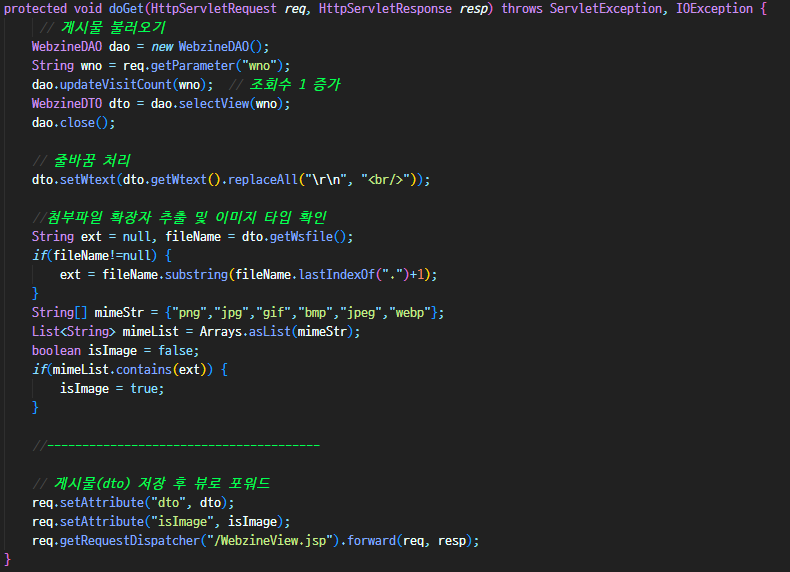 protected void doGet(HttpServletRequest req, HttpServletResponse resp) throws ServletException, IOException {
// 게시물 불러오기
WebzineDAO dao = new WebzineDAO();
String wno = req.getParameter("wno");
dao.updateVisitCount(wno);  // 조회수 1 증가
WebzineDTO dto = dao.selectView(wno);
dao.close();
// 줄바꿈 처리
dto.setWtext(dto.getWtext().replaceAll("\r\n", "<br/>"));
//첨부파일 확장자 추출 및 이미지 타입 확인
String ext = null, fileName = dto.getWsfile();
if(fileName!=null) {
ext = fileName.substring(fileName.lastIndexOf(".")+1);
}
String[] mimeStr = {"png","jpg","gif","bmp","jpeg","webp"};
List<String> mimeList = Arrays.asList(mimeStr);
boolean isImage = false;
if(mimeList.contains(ext)) {
isImage = true;
}
//---------------------------------------
// 게시물(dto) 저장 후 뷰로 포워드
req.setAttribute("dto", dto);
req.setAttribute("isImage", isImage);
req.getRequestDispatcher("/WebzineView.jsp").forward(req, resp);
}